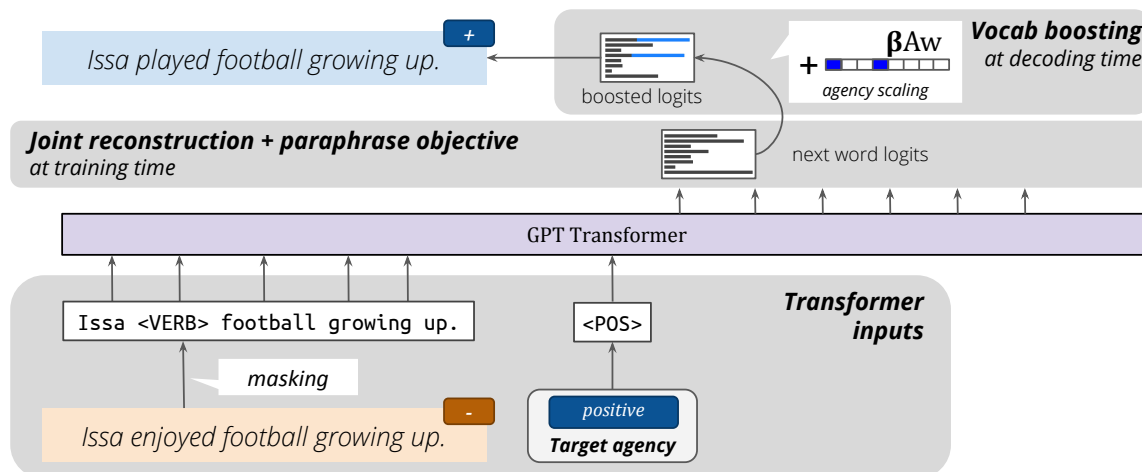 +
Issa played football growing up.
boosted logits
+
βAw
agency scaling
Vocab boosting
at decoding time
Joint reconstruction + paraphrase objective
at training time
next word logits
GPT Transformer
Issa <VERB> football growing up.
<POS>
Transformer
inputs
masking
-
Issa enjoyed football growing up.
positive
Target agency